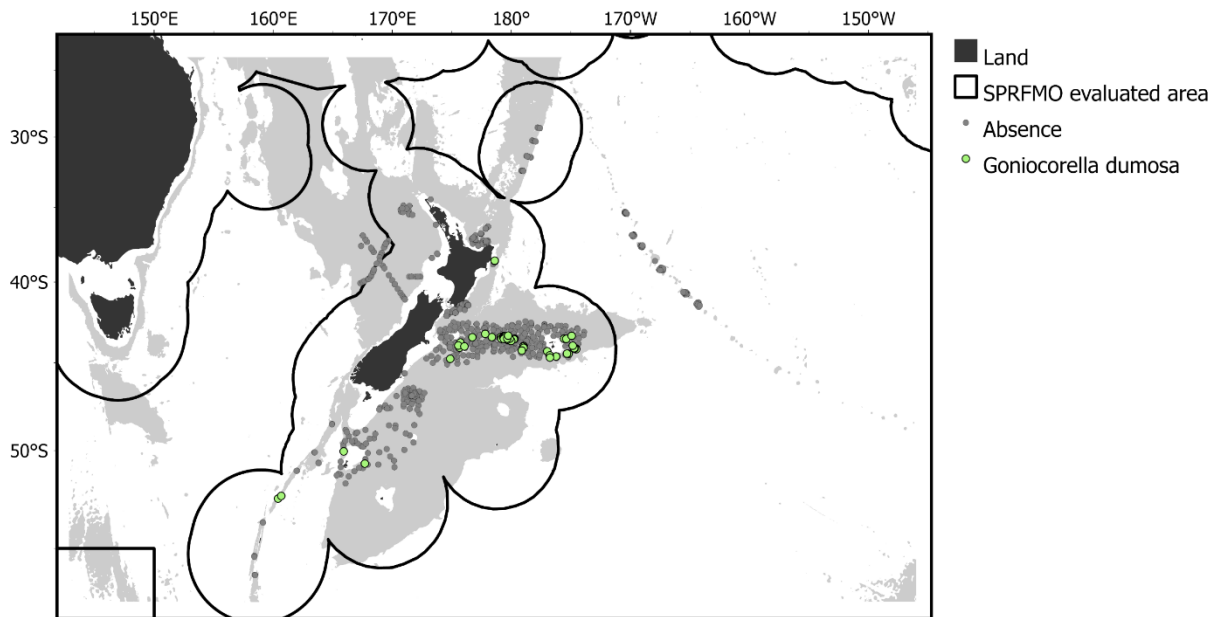 150°E 160°E 170°E 180° 170°W 160°W 150°W
30°S
40°S
50°S
Land
SPRFMO evaluated area
Absence
Goniocorella dumosa